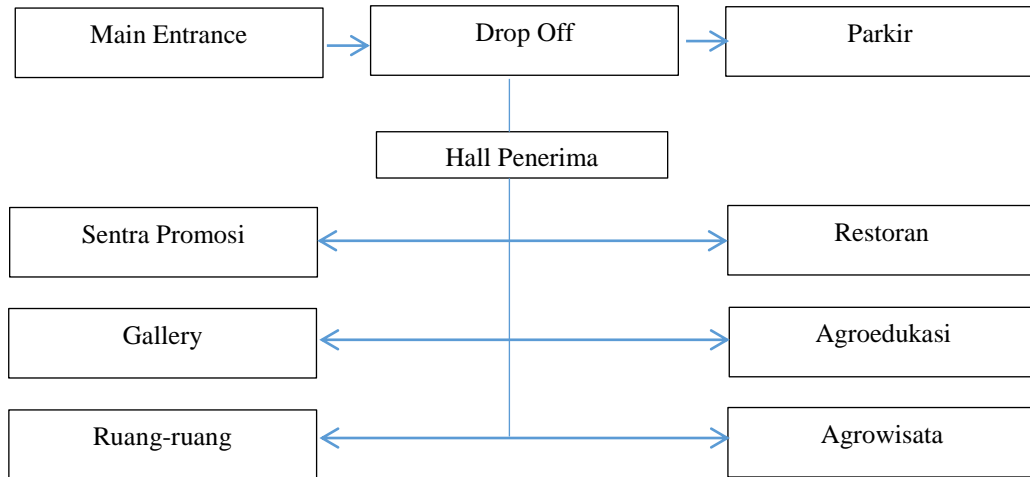 Main Entrance
Drop Off
Parkir
Hall Penerima
Sentra Promosi
Restoran
Gallery
Agroedukasi
Ruang-ruang
Agrowisata